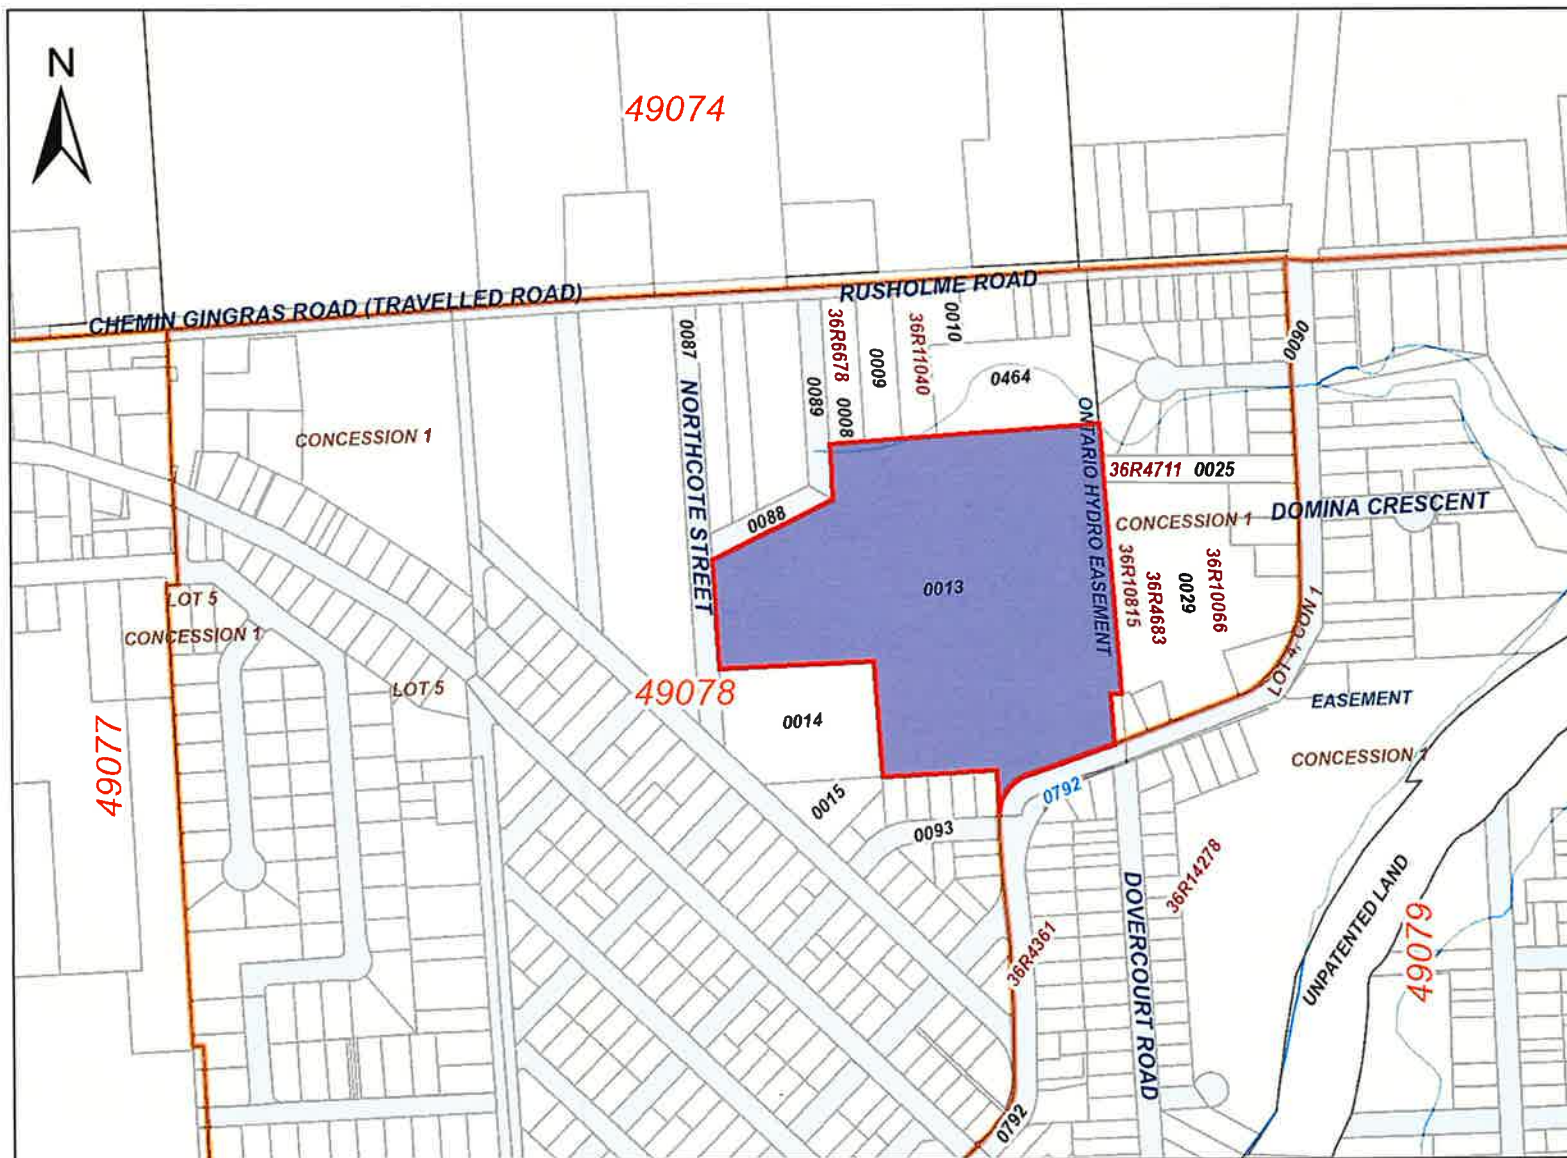 N
49074
CHEMIN GINGRAS ROAD (TRAVELLED ROAD)
RUSHOLME ROAD
0087
NORTHCOTE STREET
0089
36R6678
0008
0009
36R11040
0010
0464
0090
CONCESSION 1
ONTARIO HYDRO EASEMENT
36R4711
0025
0088
CONCESSION 1
DOMINA CRESCENT
0013
36R10815
36R4683
0029
36R10066
LOT 5
CONCESSION 1
LOT 5
49078
LOT 4, CON 1
EASEMENT
0014
49077
CONCESSION 1
0792
0015
0093
DOVERCOURT ROAD
36R14278
UNPATENTED LAND
49079
36R4361
0792